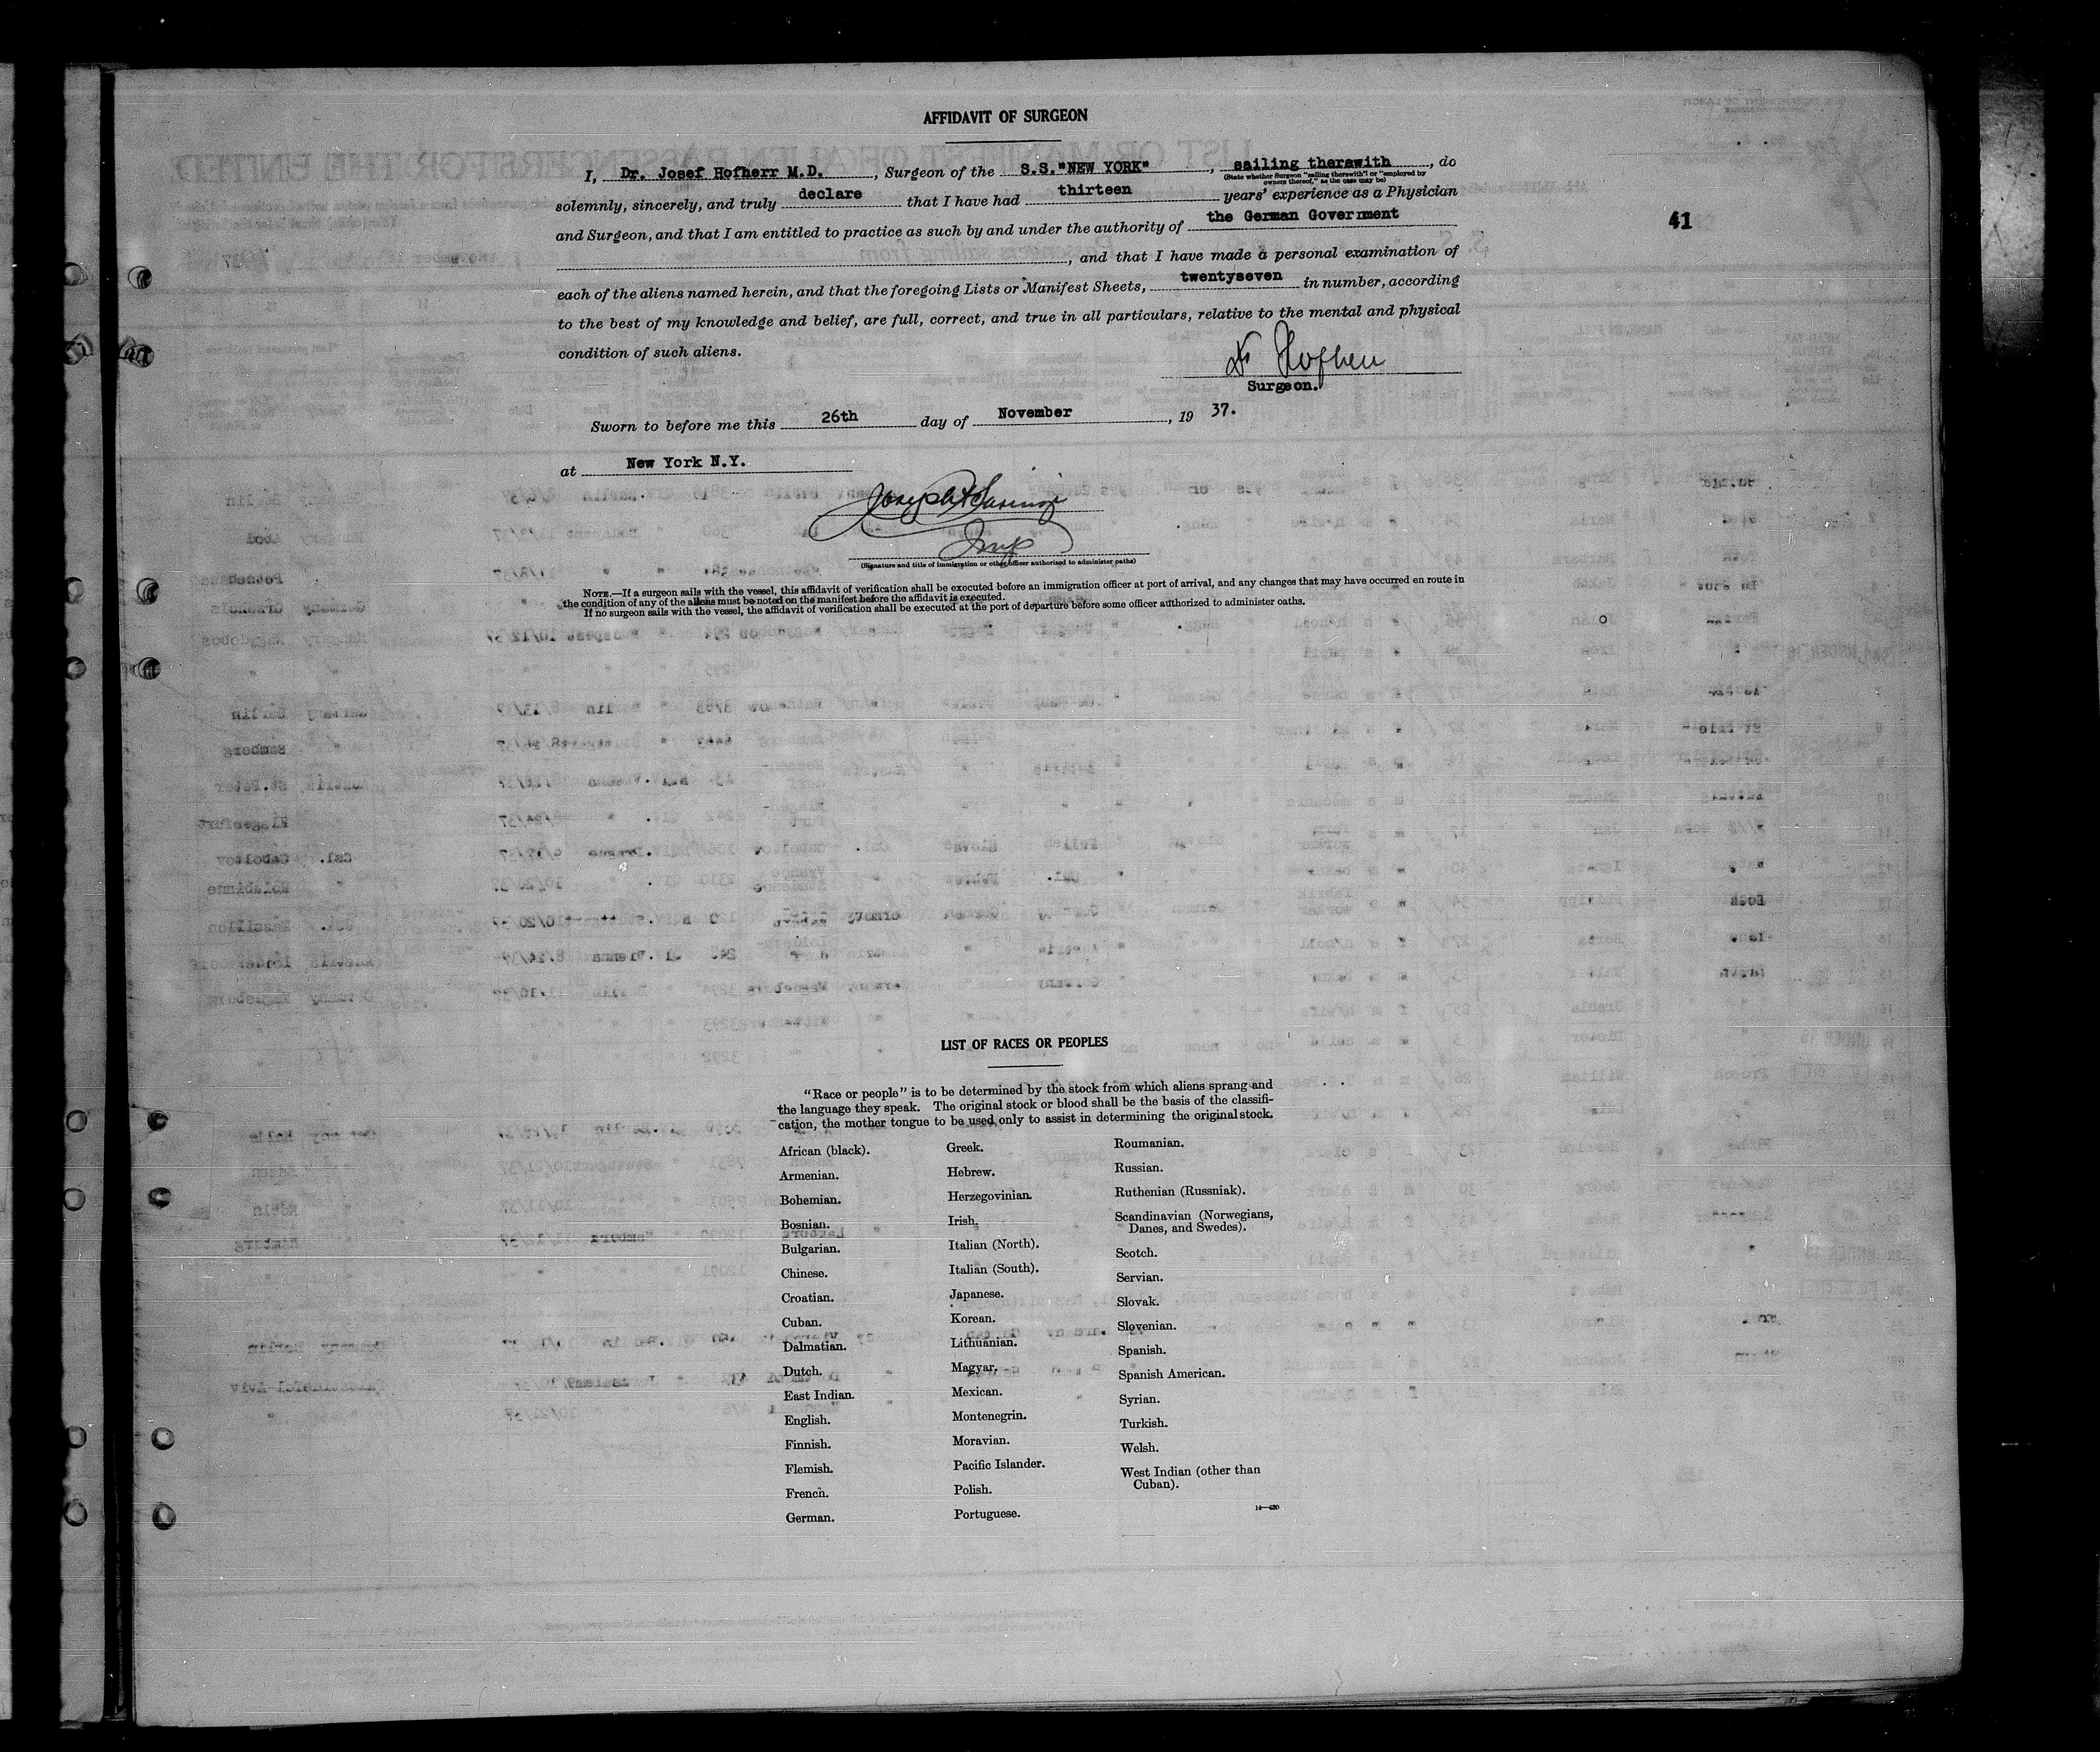 AFFIDAVIT OF SURGEON
I, Dr. Josef Hofherr M.D. , Surgeon of the S.S."NEW YORK" , sailing therewith , do
(State whether Surgeon "sailing therewith" or "employed by
owners thereof," as the case may be)
solemnly, sincerely, and truly declare that I have had thirteen years' experience as a Physician
and Surgeon, and that I am entitled to practice as such by and under the authority of the German Government
41
, and that I have made a personal examination of
each of the aliens named herein, and that the foregoing Lists or Manifest Sheets, twentyseven in number, according
to the best of my knowledge and belief, are full, correct, and true in all particulars, relative to the mental and physical
condition of such aliens.
Dr Hofherr
Surgeon.
Sworn to before me this 26th day of November , 19 37.
at New York N.Y.
Joseph
Insp
(Signature and title of immigration or other officer authorized to administer oaths)
NOTE.—If a surgeon sails with the vessel, this affidavit of verification shall be executed before an immigration officer at port of arrival, and any changes that may have occurred en route in
the condition of any of the aliens must be noted on the manifest before the affidavit is executed.
If no surgeon sails with the vessel, the affidavit of verification shall be executed at the port of departure before some officer authorized to administer oaths.
LIST OF RACES OR PEOPLES
"Race or people" is to be determined by the stock from which aliens sprang and
the language they speak. The original stock or blood shall be the basis of the classifi-
cation, the mother tongue to be used only to assist in determining the original stock.
African (black).
Armenian.
Bohemian.
Bosnian.
Bulgarian.
Chinese.
Croatian.
Cuban.
Dalmatian.
Dutch.
East Indian.
English.
Finnish.
Flemish.
French.
German.
Greek.
Hebrew.
Herzegovinian.
Irish.
Italian (North).
Italian (South).
Japanese.
Korean.
Lithuanian.
Magyar.
Mexican.
Montenegrin.
Moravian.
Pacific Islander.
Polish.
Portuguese.
Roumanian.
Russian.
Ruthenian (Russniak).
Scandinavian (Norwegians,
Danes, and Swedes).
Scotch.
Servian.
Slovak.
Slovenian.
Spanish.
Spanish American.
Syrian.
Turkish.
Welsh.
West Indian (other than
Cuban).
14—430